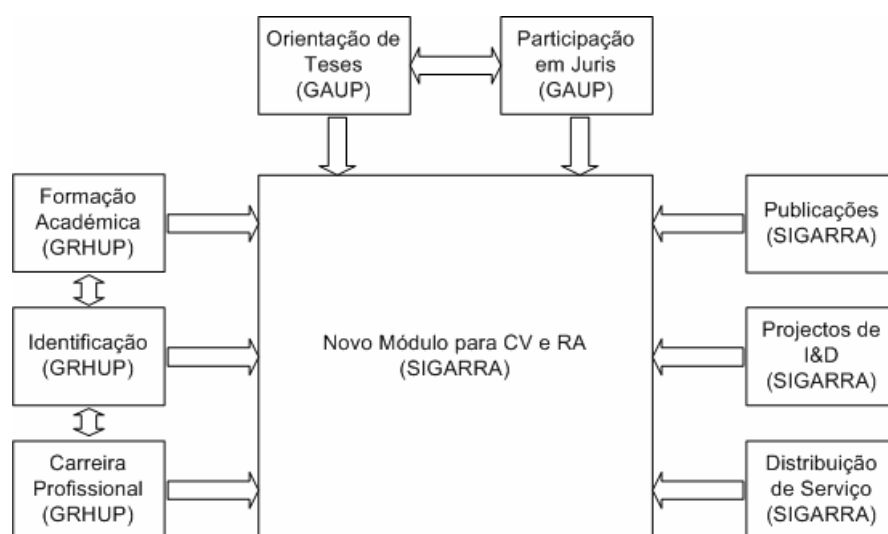 Orientação de
Teses
(GAUP)
Participação
em Juris
(GAUP)
Formação
Académica
(GRHUP)
Identificação
(GRHUP)
Carreira
Profissional
(GRHUP)
Novo Módulo para CV e RA
(SIGARRA)
Publicações
(SIGARRA)
Projectos de
I&D
(SIGARRA)
Distribuição
de Serviço
(SIGARRA)